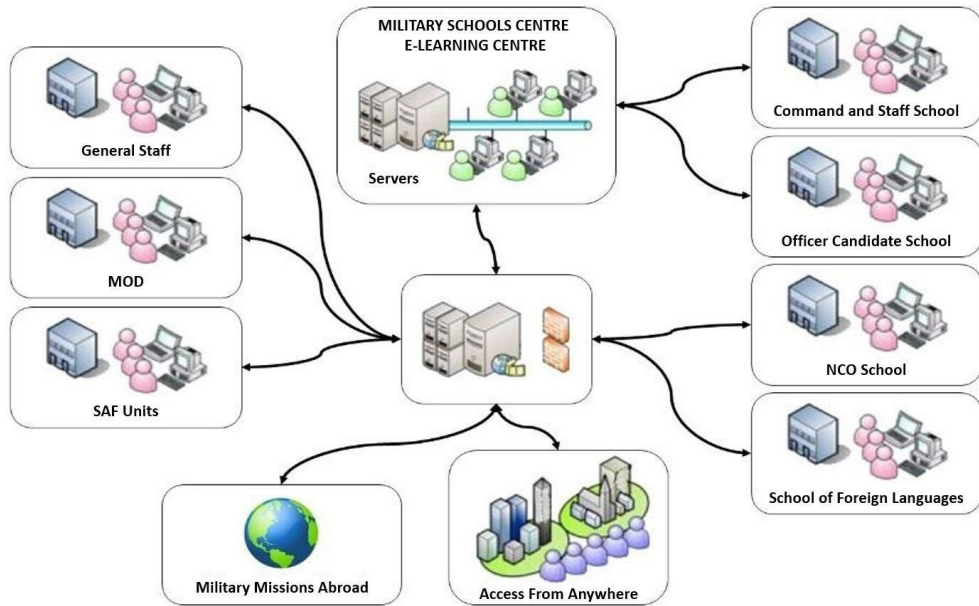 MILITARY SCHOOLS CENTRE
E-LEARNING CENTRE
Servers
General Staff
MOD
SAF Units
Command and Staff School
Officer Candidate School
NCO School
School of Foreign Languages
Military Missions Abroad
Access From Anywhere